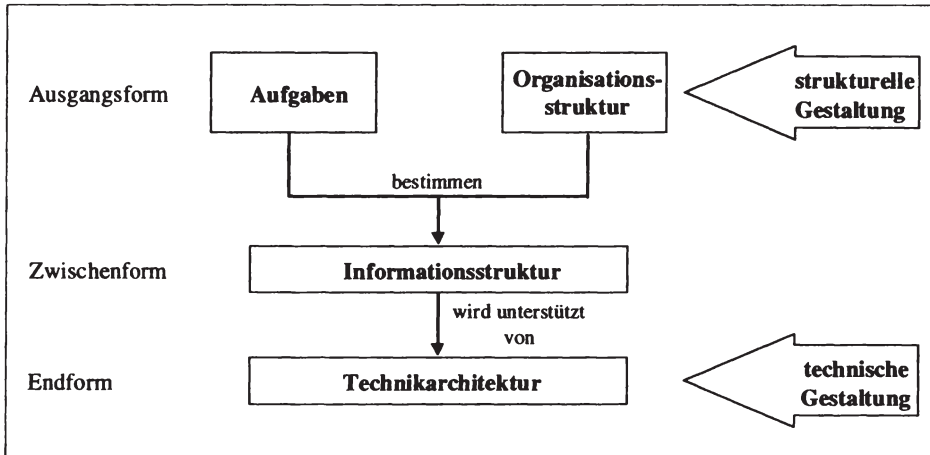 Ausgangsform
Aufgaben
Organisations-
struktur
strukturelle
Gestaltung
bestimmen
Zwischenform
Informationsstruktur
wird unterstützt
von
Endform
Technikarchitektur
technische
Gestaltung